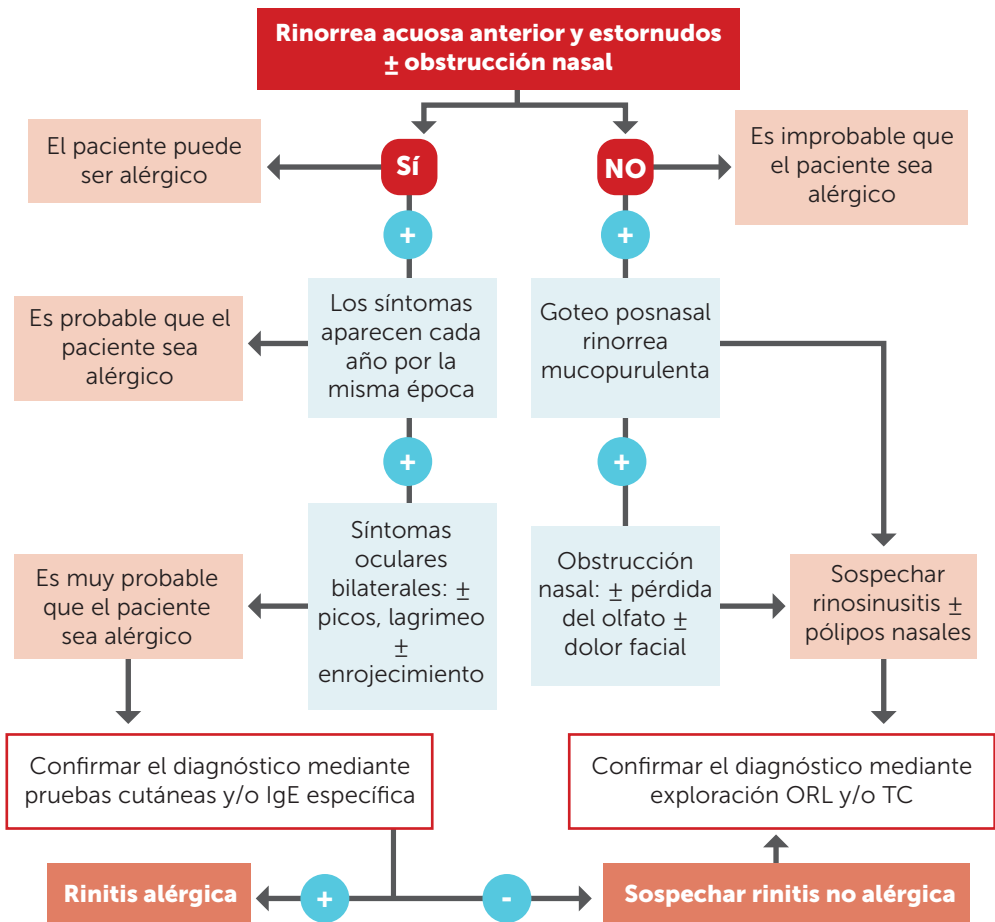 Rinorrea acuosa anterior y estornudos
± obstrucción nasal
El paciente puede
ser alérgico
Sí
NO
Es improbable que
el paciente sea
alérgico
+
+
Es probable que el
paciente sea
alérgico
Los síntomas
aparecen cada
año por la
misma época
Goteo posnasal
rinorrea
mucopurulenta
+
+
Es muy probable
que el paciente
sea alérgico
Síntomas
oculares
bilaterales: ±
picos, lagrimeo
±
enrojecimiento
Obstrucción
nasal: ± pérdida
del olfato ±
dolor facial
Sospechar
rinosinusitis ±
pólipos nasales
Confirmar el diagnóstico mediante
pruebas cutáneas y/o IgE específica
Confirmar el diagnóstico mediante
exploración ORL y/o TC
Rinitis alérgica
+
-
Sospechar rinitis no alérgica